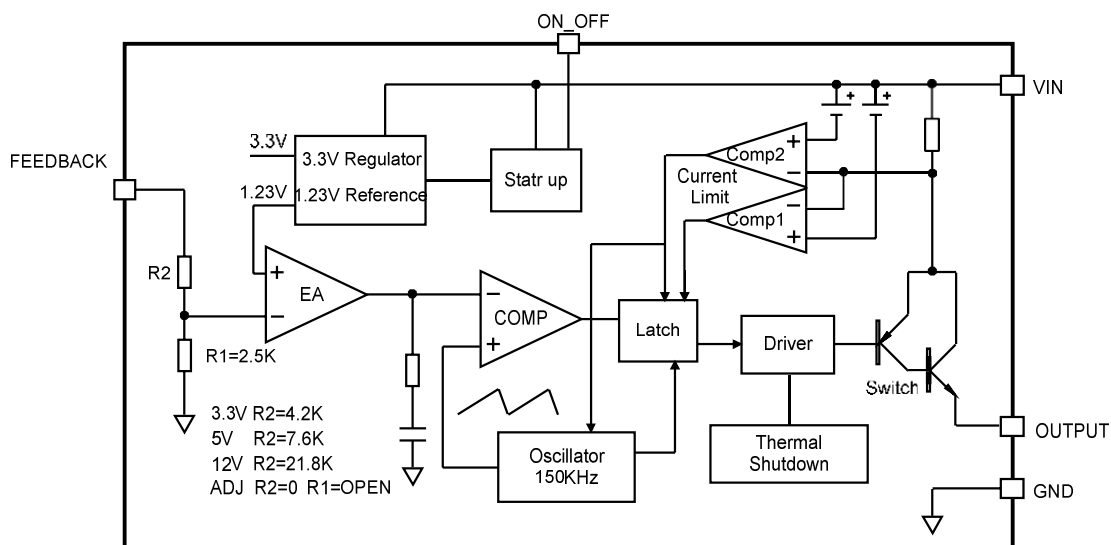 ON_OFF
VIN
FEEDBACK
3.3V
3.3V Regulator
1.23V
1.23V Reference
Statr up
+
+
+
Comp2
−
Current
Limit
−
Comp1
+
R2
+
EA
−
R1=2.5K
−
COMP
+
Latch
Driver
Switch
3.3V R2=4.2K
5V R2=7.6K
12V R2=21.8K
ADJ R2=0 R1=OPEN
Oscillator
150KHz
Thermal
Shutdown
OUTPUT
GND